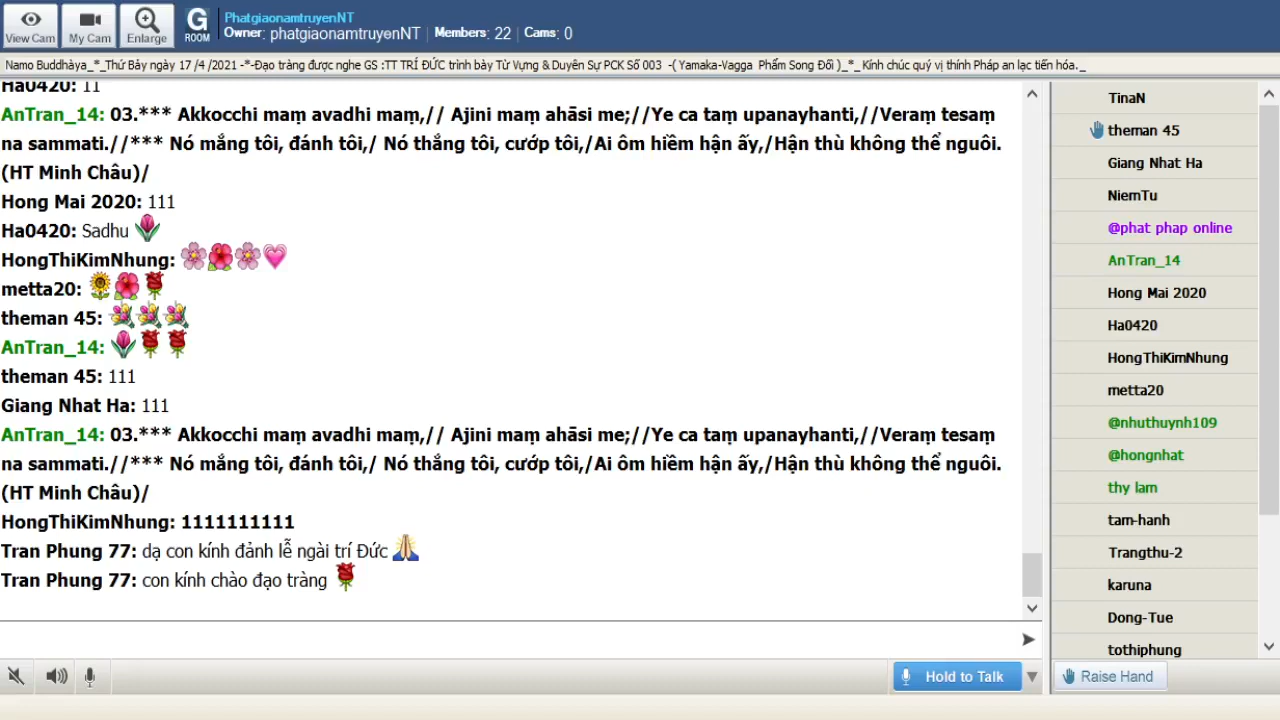 View Cam
My Cam
Enlarge
G
ROOM
PhatgiaonamtruyenNT
Owner: phatgiaonamtruyenNT | Members: 22 | Cams: 0
Namo Buddhàya_*_Thứ Bảy ngày 17 /4 /2021 -*-Đạo tràng được nghe GS :TT TRÍ ĐỨC trình bày Từ Vựng & Duyên Sự PCK Số 003 -( Yamaka-Vagga Phẩm Song Đối )_*_ Kính chúc quý vị thính Pháp an lạc tiến hóa._
Ha0420: 11
AnTran_14: 03.*** Akkocchi maṃ avadhi maṃ,// Ajini maṃ ahāsi me;//Ye ca taṃ upanayhanti,//Veraṃ tesaṃ
na sammati.//*** Nó mắng tôi, đánh tôi,/ Nó thắng tôi, cướp tôi,/Ai ôm hiềm hận ấy,/Hận thù không thể nguôi.
(HT Minh Châu)/
Hong Mai 2020: 111
Ha0420: Sadhu
HongThiKimNhung:
metta20:
theman 45:
AnTran_14:
theman 45: 111
Giang Nhat Ha: 111
AnTran_14: 03.*** Akkocchi maṃ avadhi maṃ,// Ajini maṃ ahāsi me;//Ye ca taṃ upanayhanti,//Veraṃ tesaṃ
na sammati.//*** Nó mắng tôi, đánh tôi,/ Nó thắng tôi, cướp tôi,/Ai ôm hiềm hận ấy,/Hận thù không thể nguôi.
(HT Minh Châu)/
HongThiKimNhung: 1111111111
Tran Phung 77: dạ con kính đảnh lễ ngài trí Đức
Tran Phung 77: con kính chào đạo tràng
TinaN
theman 45
Giang Nhat Ha
NiemTu
@phat phap online
AnTran_14
Hong Mai 2020
Ha0420
HongThiKimNhung
metta20
@nhuthuynh109
@hongnhat
thy lam
tam-hanh
Trangthu-2
karuna
Dong-Tue
tothiphung
Hold to Talk
Raise Hand